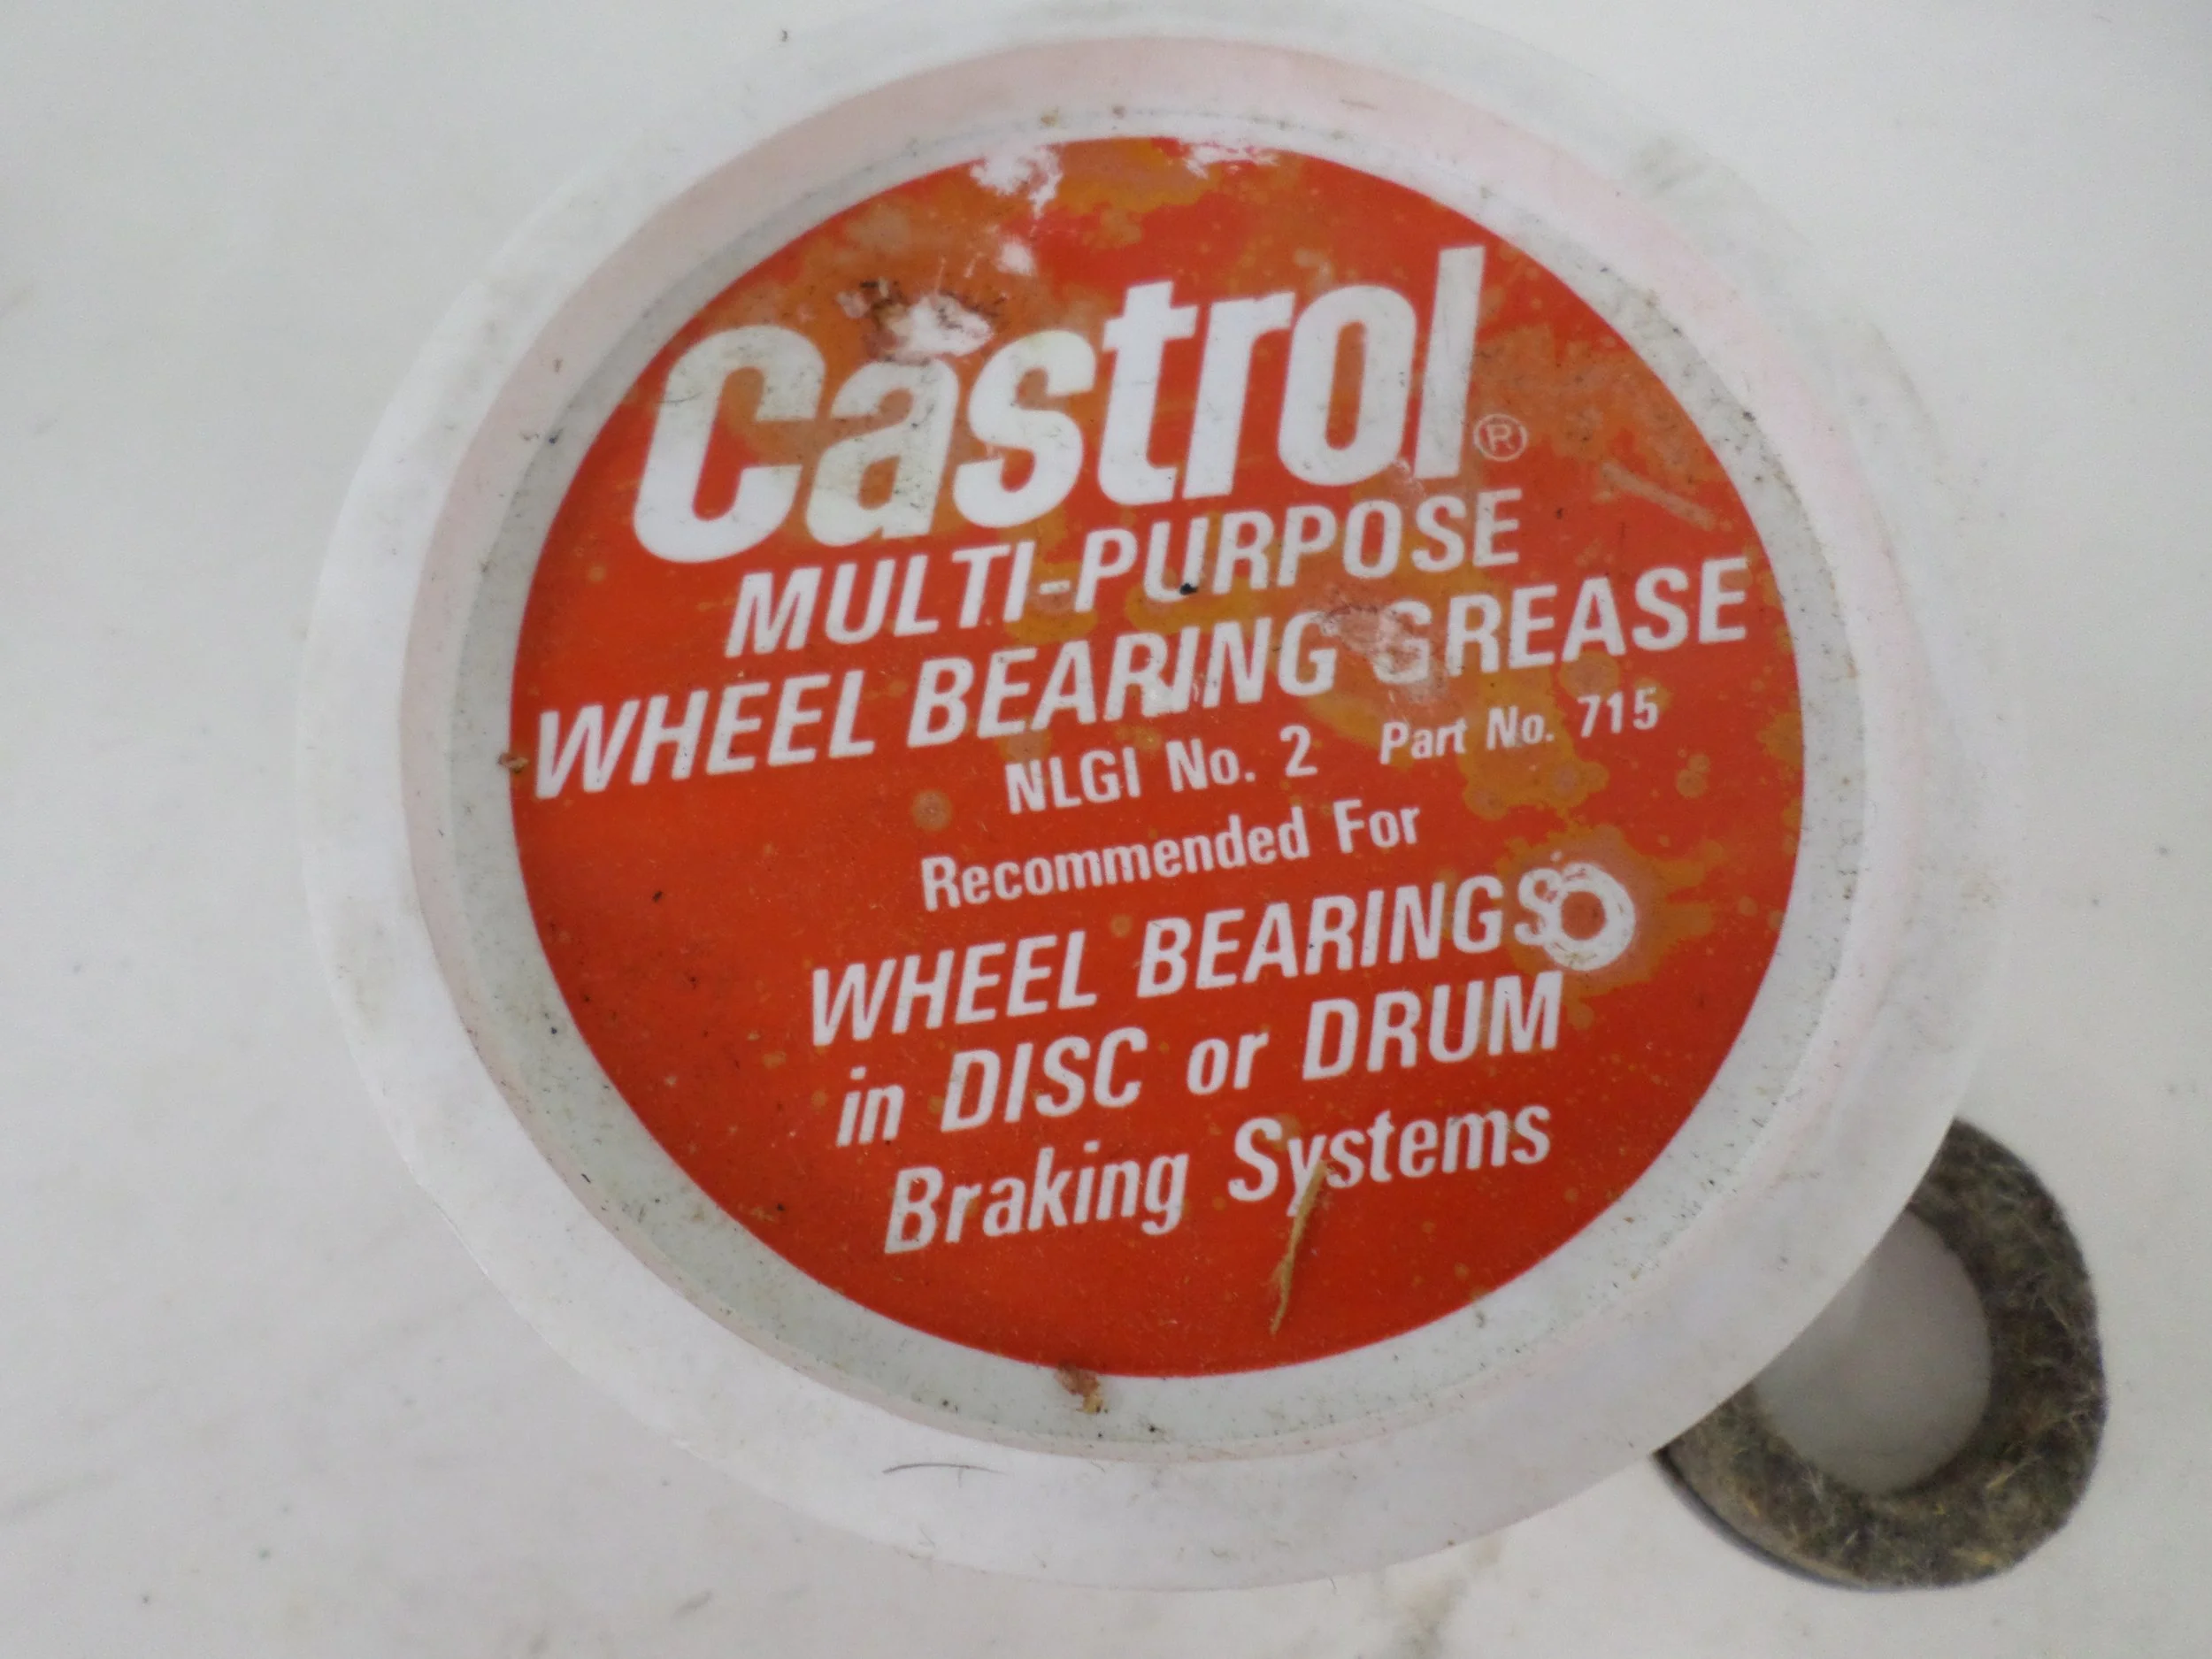 Castrol®
MULTI-PURPOSE
WHEEL BEARING GREASE
NLGI No. 2 Part No. 715
Recommended For
WHEEL BEARINGS
in DISC or DRUM
Braking Systems